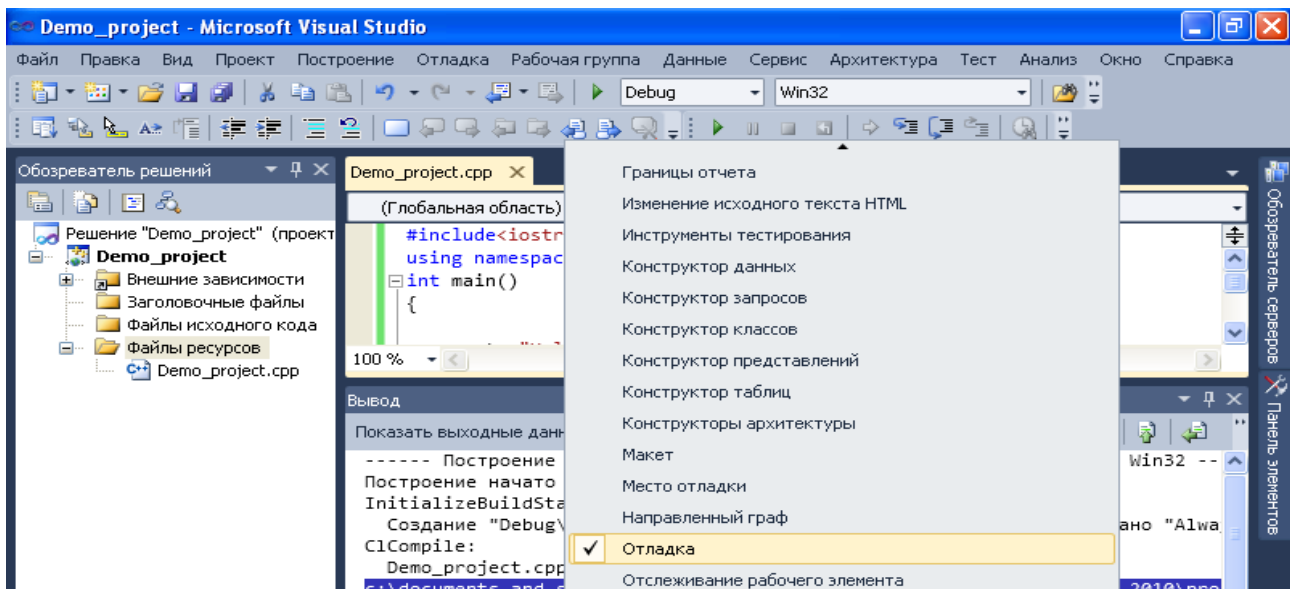 Demo_project - Microsoft Visual Studio
Файл Правка Вид Проект Построение Отладка Рабочая группа Данные Сервис Архитектура Тест Анализ Окно Справка
Debug Win32
Обозреватель решений
Решение "Demo_project" (проект
Demo_project
Внешние зависимости
Заголовочные файлы
Файлы исходного кода
Файлы ресурсов
Demo_project.cpp
Demo_project.cpp
(Глобальная область)
#include<iostr
using namespac
int main()
{
100 %
Вывод
Показать выходные данн
------ Построение
Win32 --
Построение начато
InitializeBuildSta
Создание "Debug\
ано "Alwa
ClCompile:
Demo_project.cpp
Границы отчета
Изменение исходного текста HTML
Инструменты тестирования
Конструктор данных
Конструктор запросов
Конструктор классов
Конструктор представлений
Конструктор таблиц
Конструкторы архитектуры
Макет
Место отладки
Направленный граф
Отладка
Отслеживание рабочего элемента
Обозреватель серверов
Панель элементов